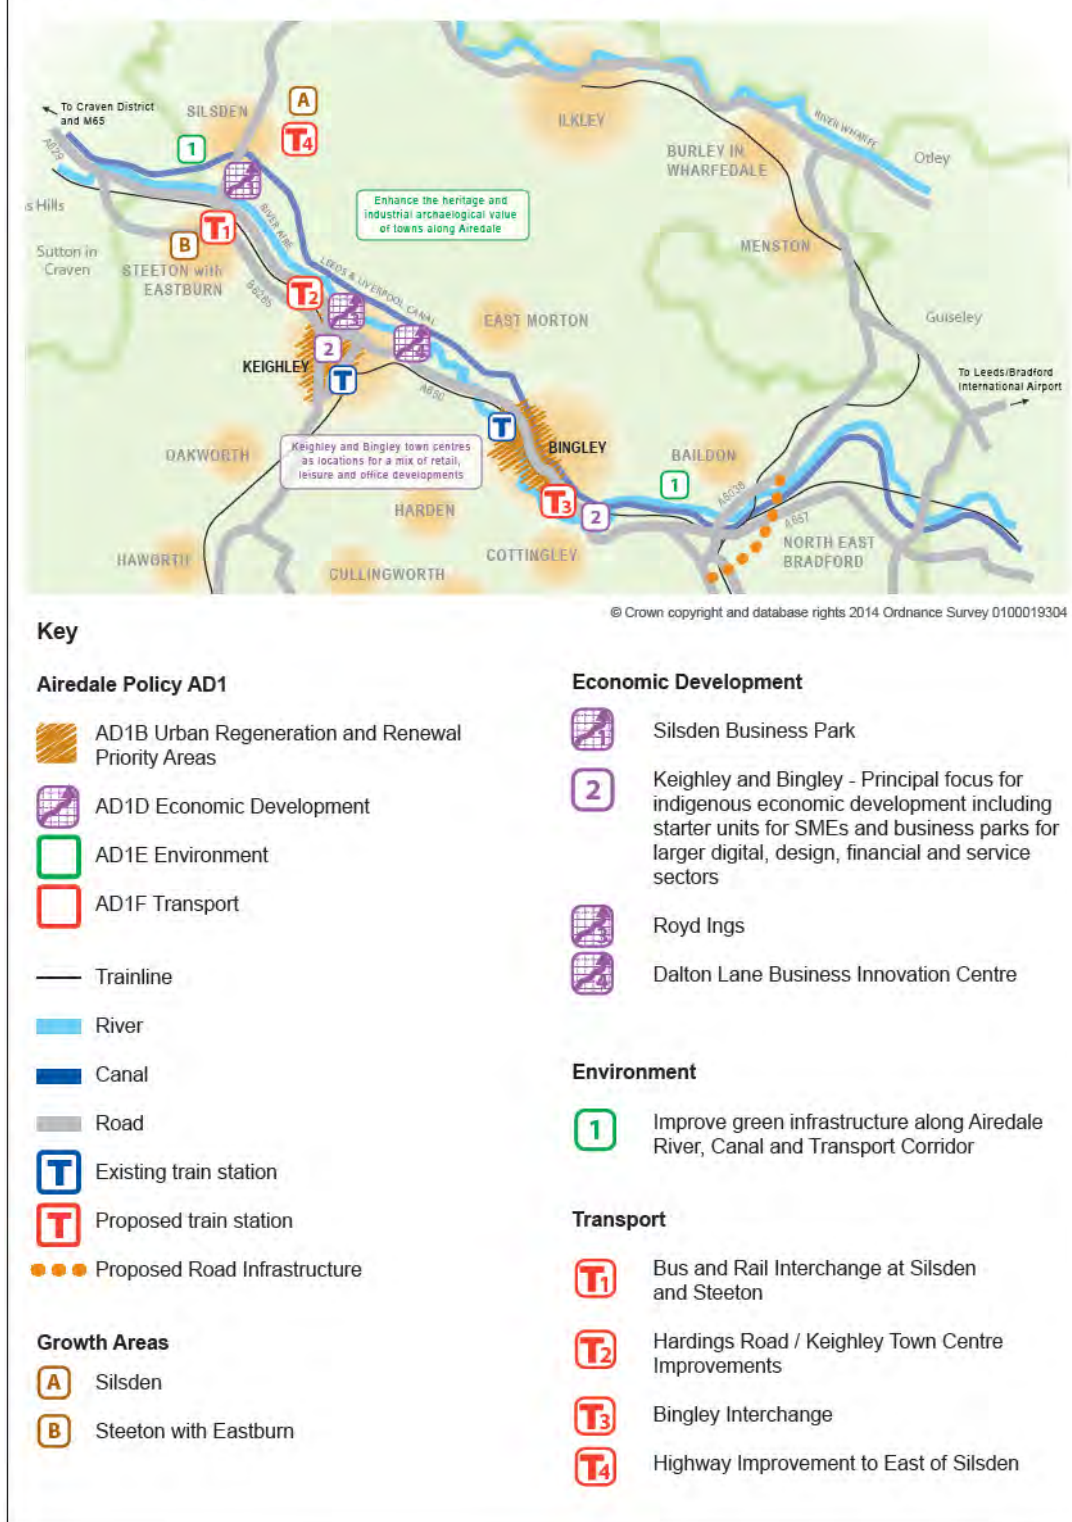 To Craven District
and M65
SILSDEN
A
T4
1
A629
1
s Hills
Sutton in
Craven
B
T1
STEETON with
EASTBURN
RIVER AIRE
B6265
LEEDS & LIVERPOOL CANAL
Enhance the heritage and
industrial archaelogical value
of towns along Airedale
ILKLEY
BURLEY IN
WHARFEDALE
RIVER WHARFE
Otley
MENSTON
Guiseley
To Leeds/Bradford
International Airport
T2
3
4
EAST MORTON
2
KEIGHLEY
T
A650
T
BINGLEY
OAKWORTH
Keighley and Bingley town centres
as locations for a mix of retail,
leisure and office developments
HARDEN
T3
2
1
BAILDON
A6038
A657
NORTH EAST
BRADFORD
HAWORTH
CULLINGWORTH
COTTINGLEY
© Crown copyright and database rights 2014 Ordnance Survey 0100019304
Key
Airedale Policy AD1
AD1B Urban Regeneration and Renewal
Priority Areas
AD1D Economic Development
AD1E Environment
AD1F Transport
Trainline
River
Canal
Road
T Existing train station
T Proposed train station
Proposed Road Infrastructure
Growth Areas
A Silsden
B Steeton with Eastburn
Economic Development
1 Silsden Business Park
2 Keighley and Bingley - Principal focus for
indigenous economic development including
starter units for SMEs and business parks for
larger digital, design, financial and service
sectors
3 Royd Ings
4 Dalton Lane Business Innovation Centre
Environment
1 Improve green infrastructure along Airedale
River, Canal and Transport Corridor
Transport
T1 Bus and Rail Interchange at Silsden
and Steeton
T2 Hardings Road / Keighley Town Centre
Improvements
T3 Bingley Interchange
T4 Highway Improvement to East of Silsden